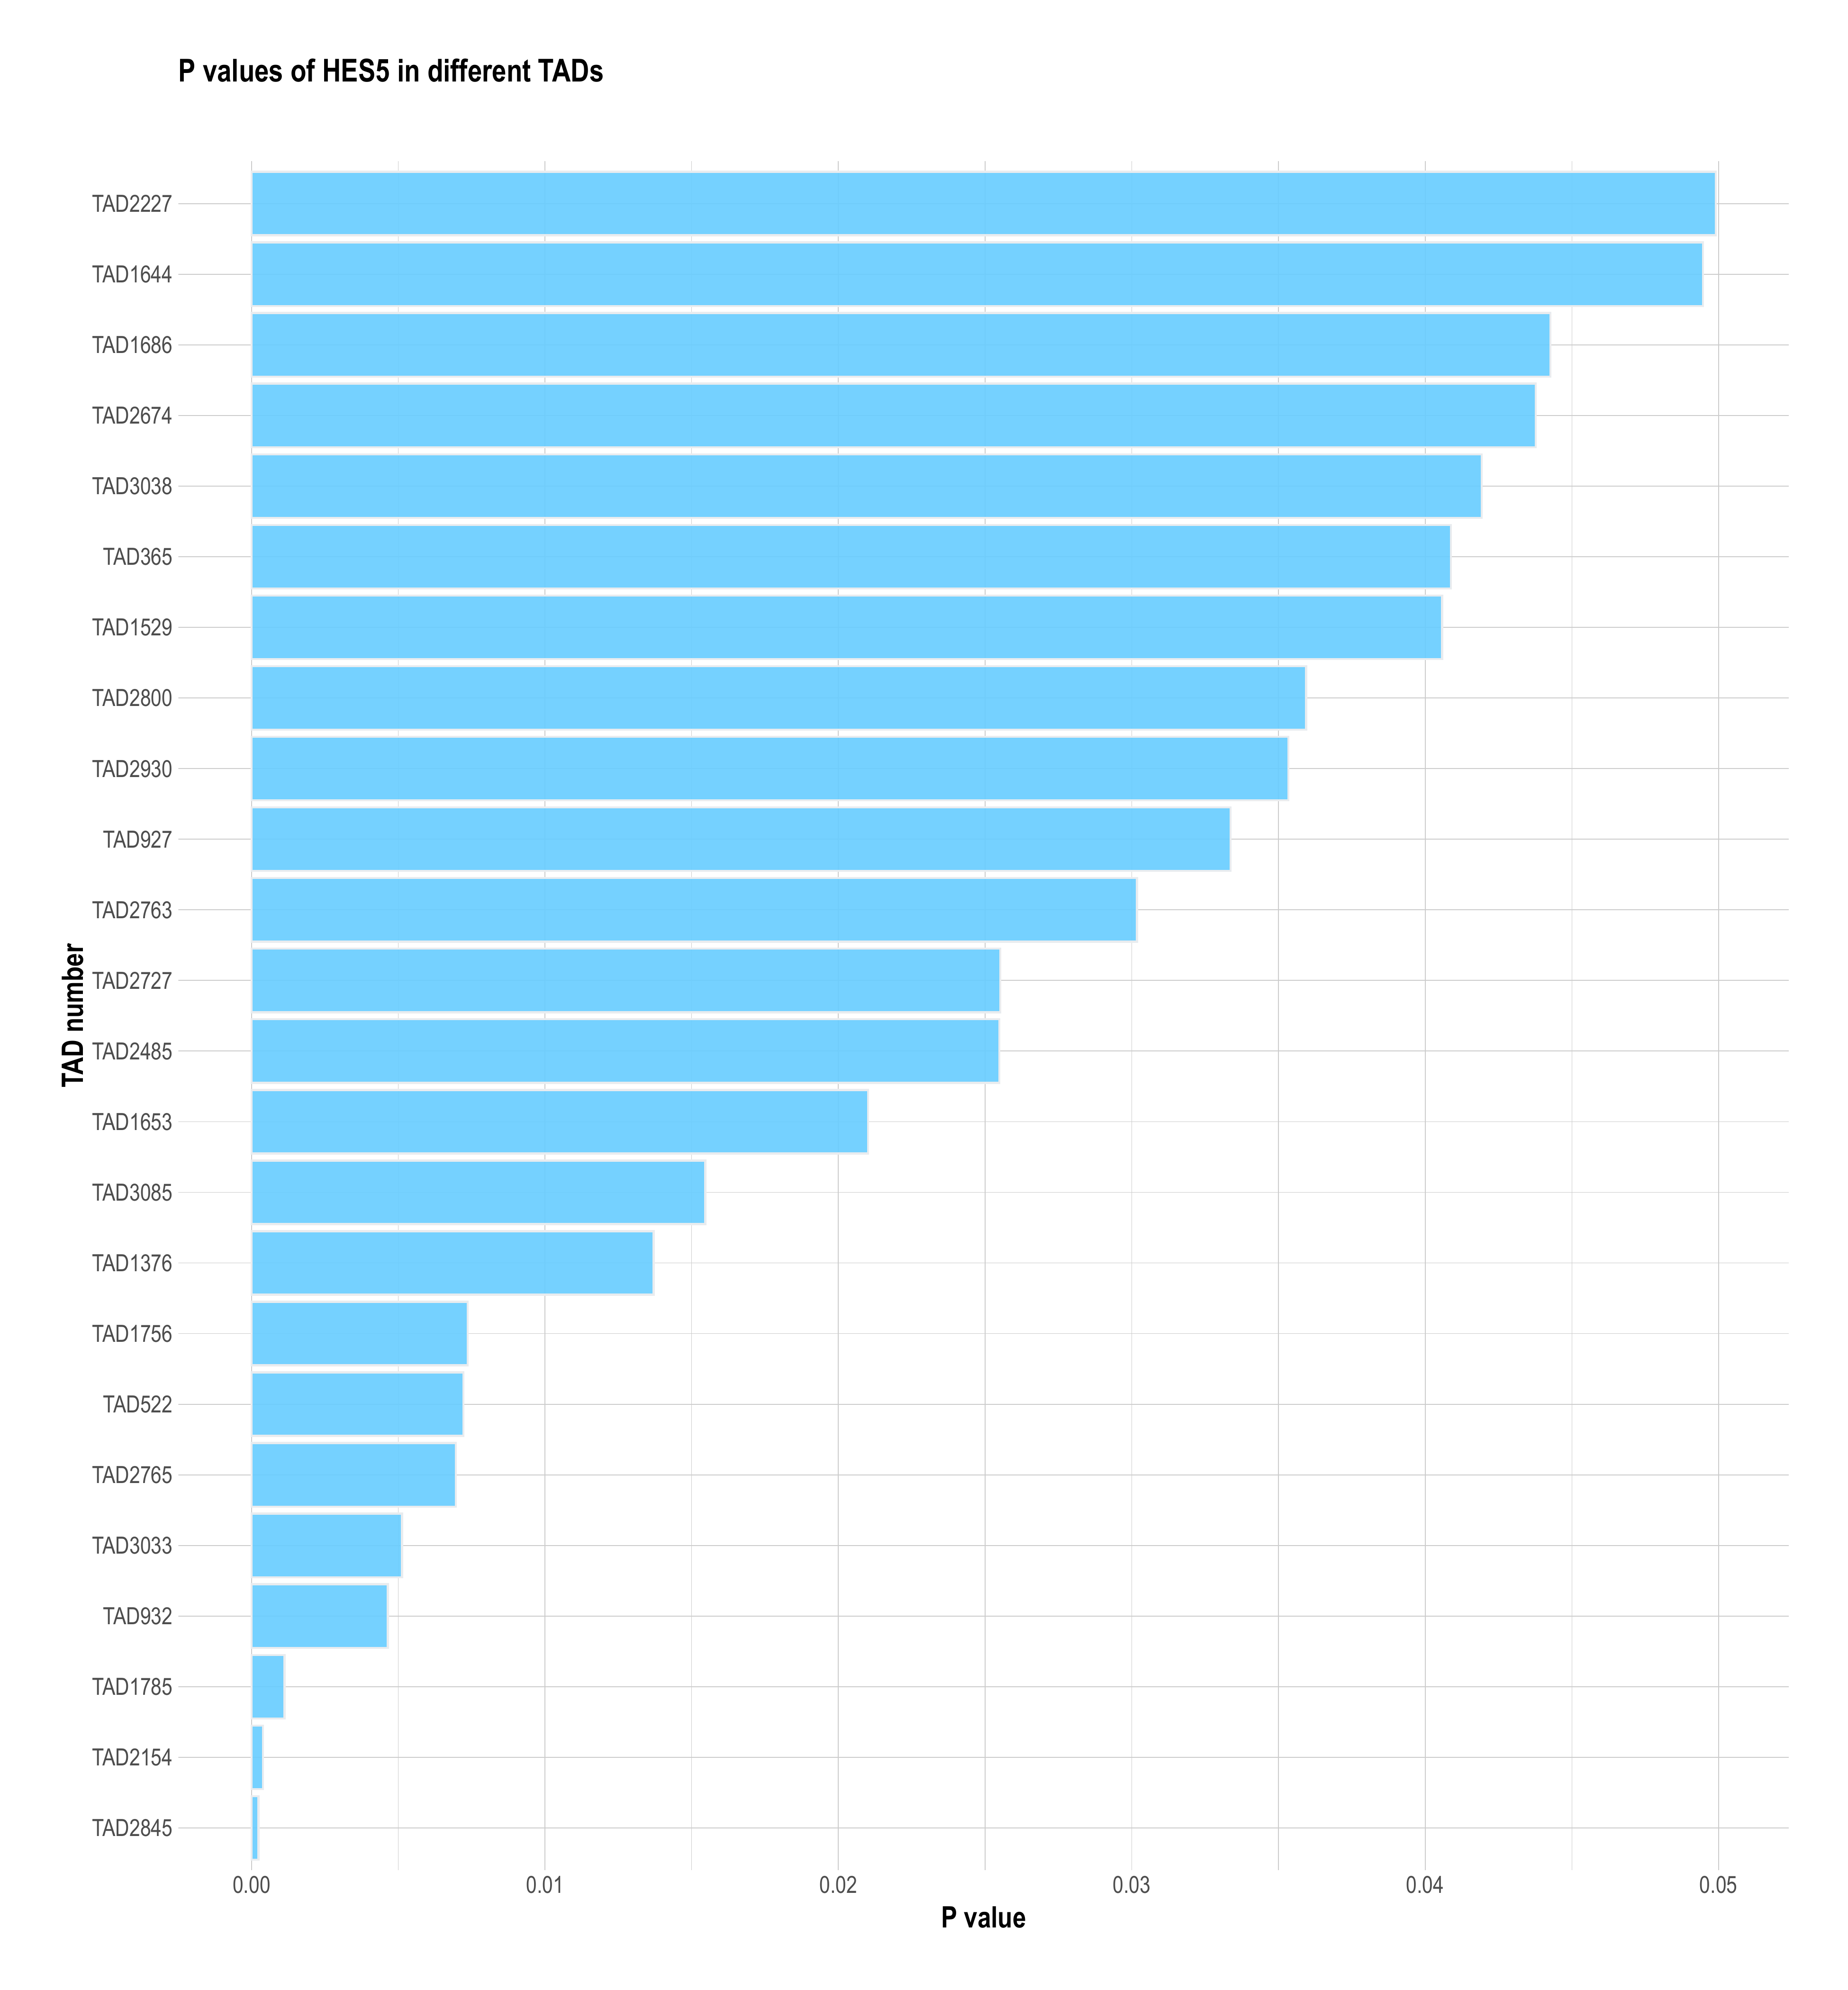 P values of HES5 in different TADs
TAD2227
TAD1644
TAD1686
TAD2674
TAD3038
TAD365
TAD1529
TAD2800
TAD2930
TAD927
TAD2763
TAD2727
TAD2485
TAD1653
TAD3085
TAD1376
TAD1756
TAD522
TAD2765
TAD3033
TAD932
TAD1785
TAD2154
TAD2845
TAD number
0.00 0.01 0.02 0.03 0.04 0.05
P value